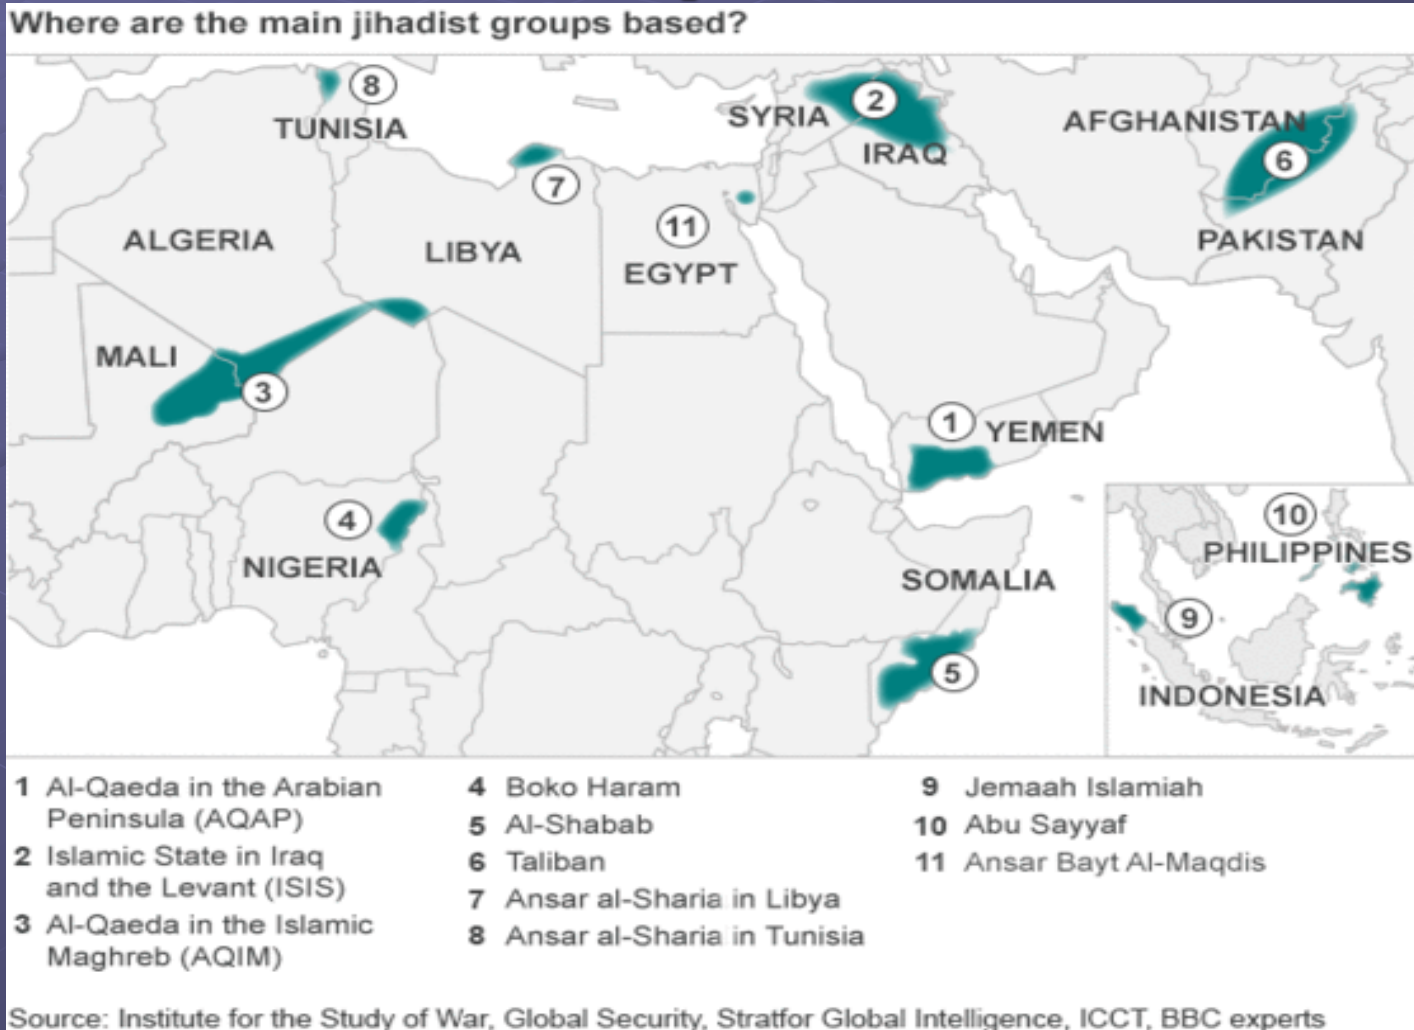 Where are the main jihadist groups based?
8
TUNISIA
SYRIA
2
IRAQ
AFGHANISTAN
6
PAKISTAN
7
ALGERIA
LIBYA
11
EGYPT
MALI
3
1
YEMEN
4
NIGERIA
SOMALIA
5
10
PHILIPPINES
9
INDONESIA
1 Al-Qaeda in the Arabian
Peninsula (AQAP)
2 Islamic State in Iraq
and the Levant (ISIS)
3 Al-Qaeda in the Islamic
Maghreb (AQIM)
4 Boko Haram
5 Al-Shabab
6 Taliban
7 Ansar al-Sharia in Libya
8 Ansar al-Sharia in Tunisia
9 Jemaah Islamiah
10 Abu Sayyaf
11 Ansar Bayt Al-Maqdis
Source: Institute for the Study of War, Global Security, Stratfor Global Intelligence, ICCT, BBC experts